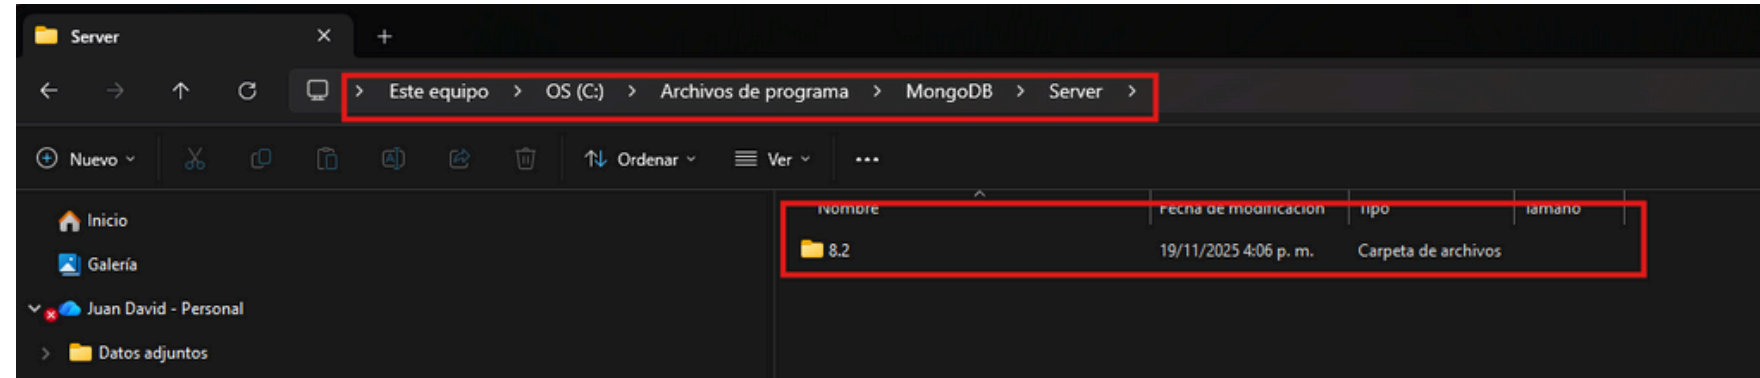 Server
Este equipo > OS (C:) > Archivos de programa > MongoDB > Server >
Nuevo Ordenar Ver
Inicio
Galería
Juan David - Personal
Datos adjuntos
Nombre Fecha de modificación Tipo Tamaño
8.2 19/11/2025 4:06 p. m. Carpeta de archivos